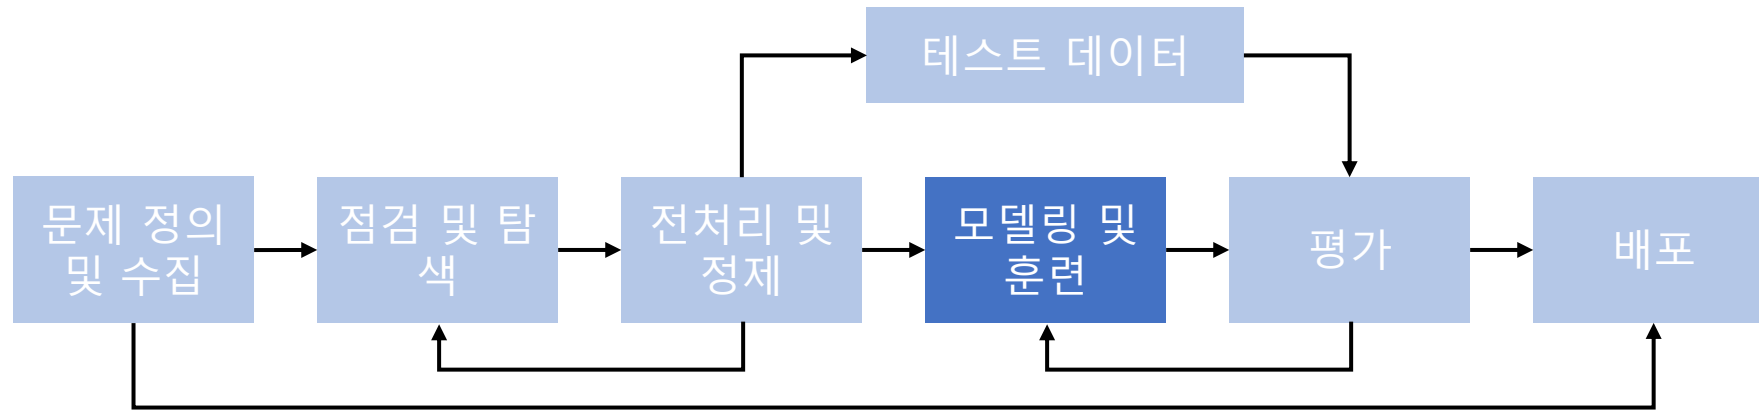 테스트 데이터
문제 정의
및 수집
점검 및 탐
색
전처리 및
정제
모델링 및
훈련
평가
배포